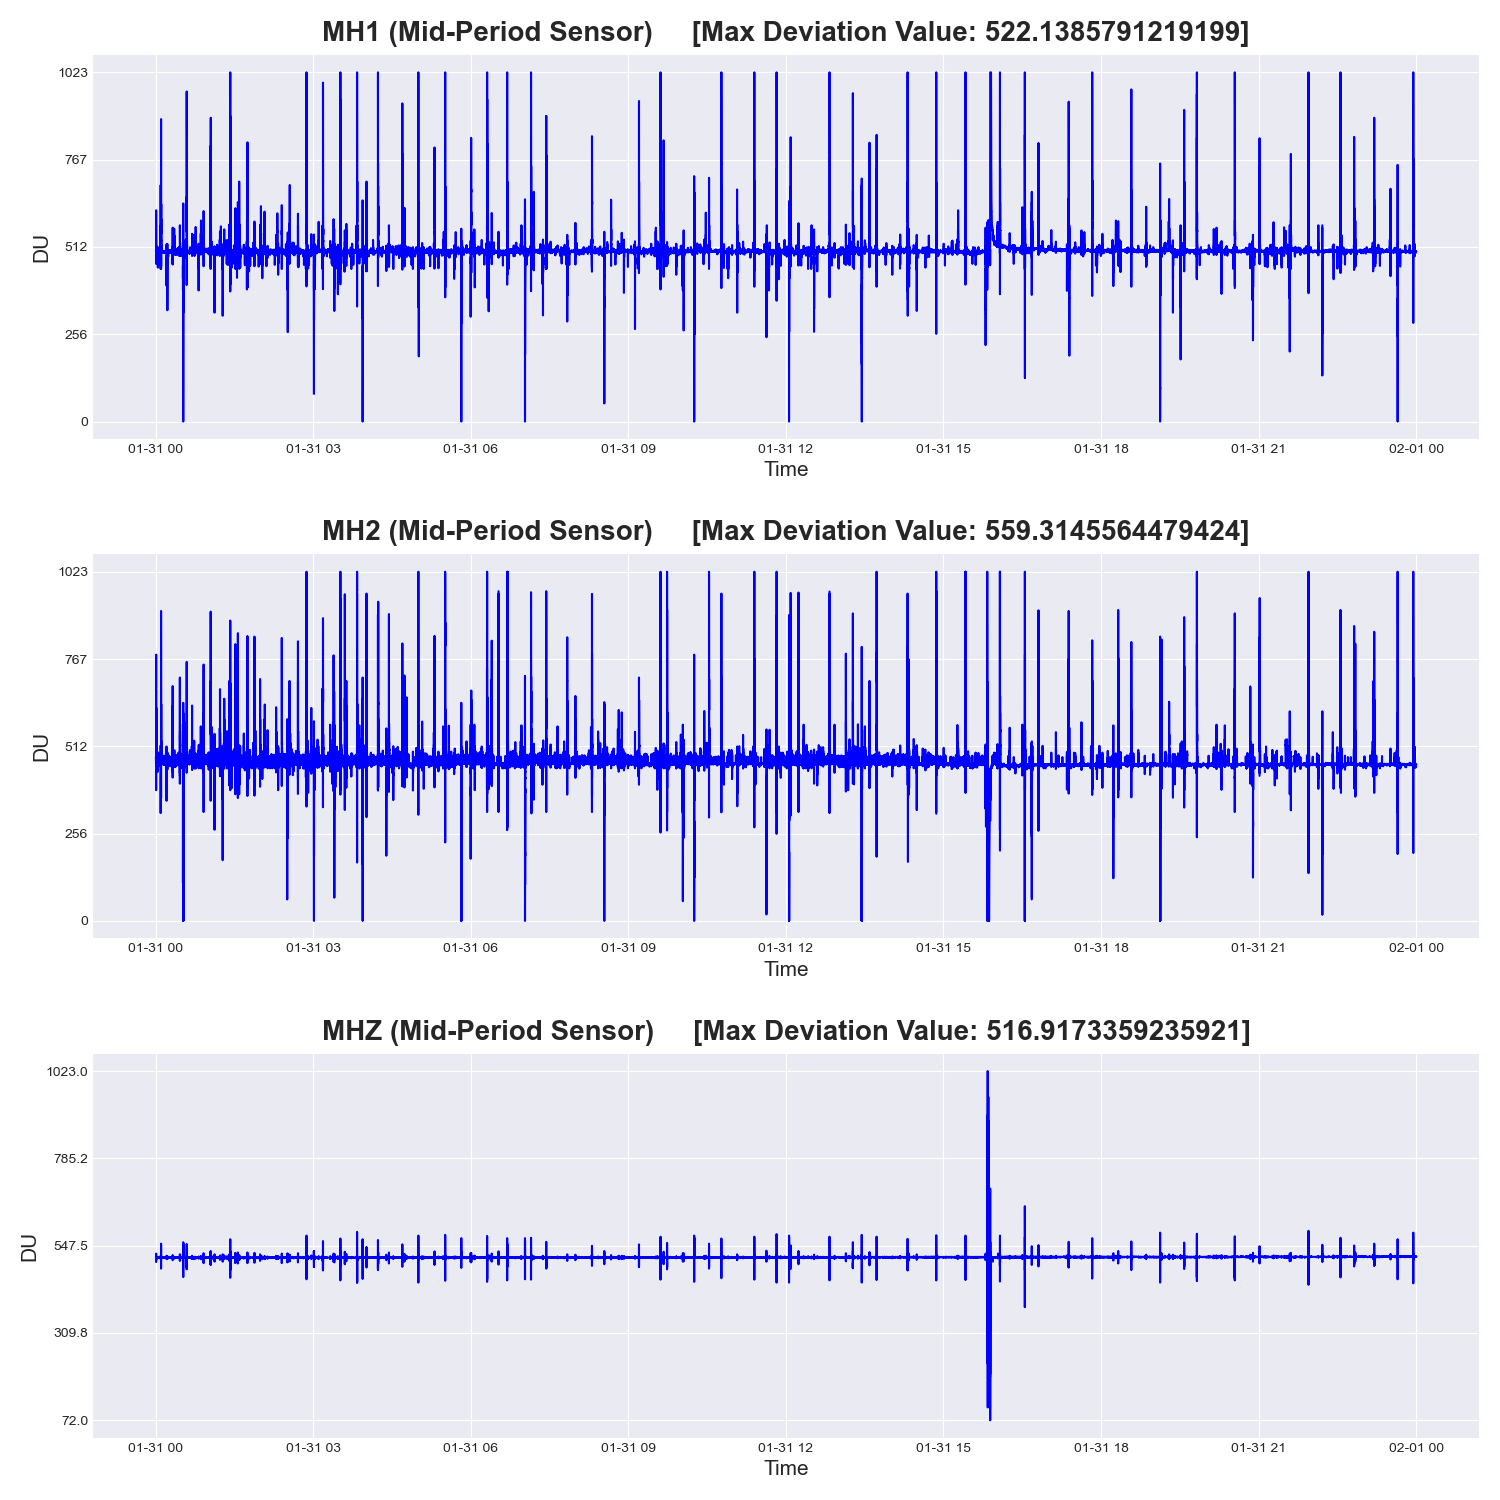 MH1 (Mid-Period Sensor) [Max Deviation Value: 522.1385791219199]
1023
767
512
256
0
DU
01-31 00 01-31 03 01-31 06 01-31 09 01-31 12 01-31 15 01-31 18 01-31 21 02-01 00
Time
MH2 (Mid-Period Sensor) [Max Deviation Value: 559.3145564479424]
1023
767
512
256
0
DU
01-31 00 01-31 03 01-31 06 01-31 09 01-31 12 01-31 15 01-31 18 01-31 21 02-01 00
Time
MHZ (Mid-Period Sensor) [Max Deviation Value: 516.9173359235921]
1023.0
785.2
547.5
309.8
72.0
DU
01-31 00 01-31 03 01-31 06 01-31 09 01-31 12 01-31 15 01-31 18 01-31 21 02-01 00
Time